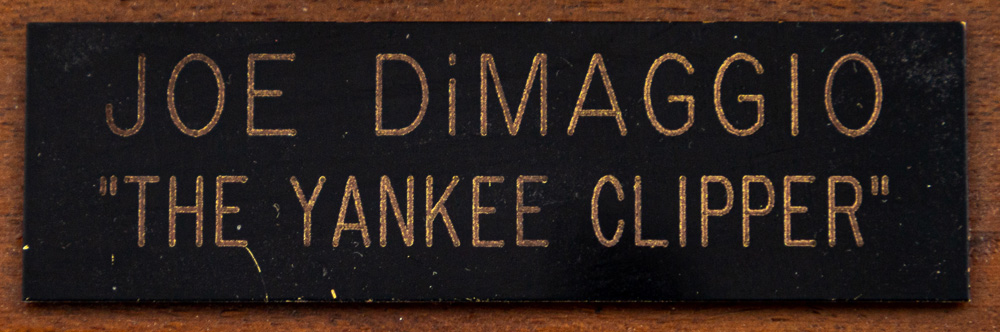 JOE DiMAGGIO
"THE YANKEE CLIPPER"